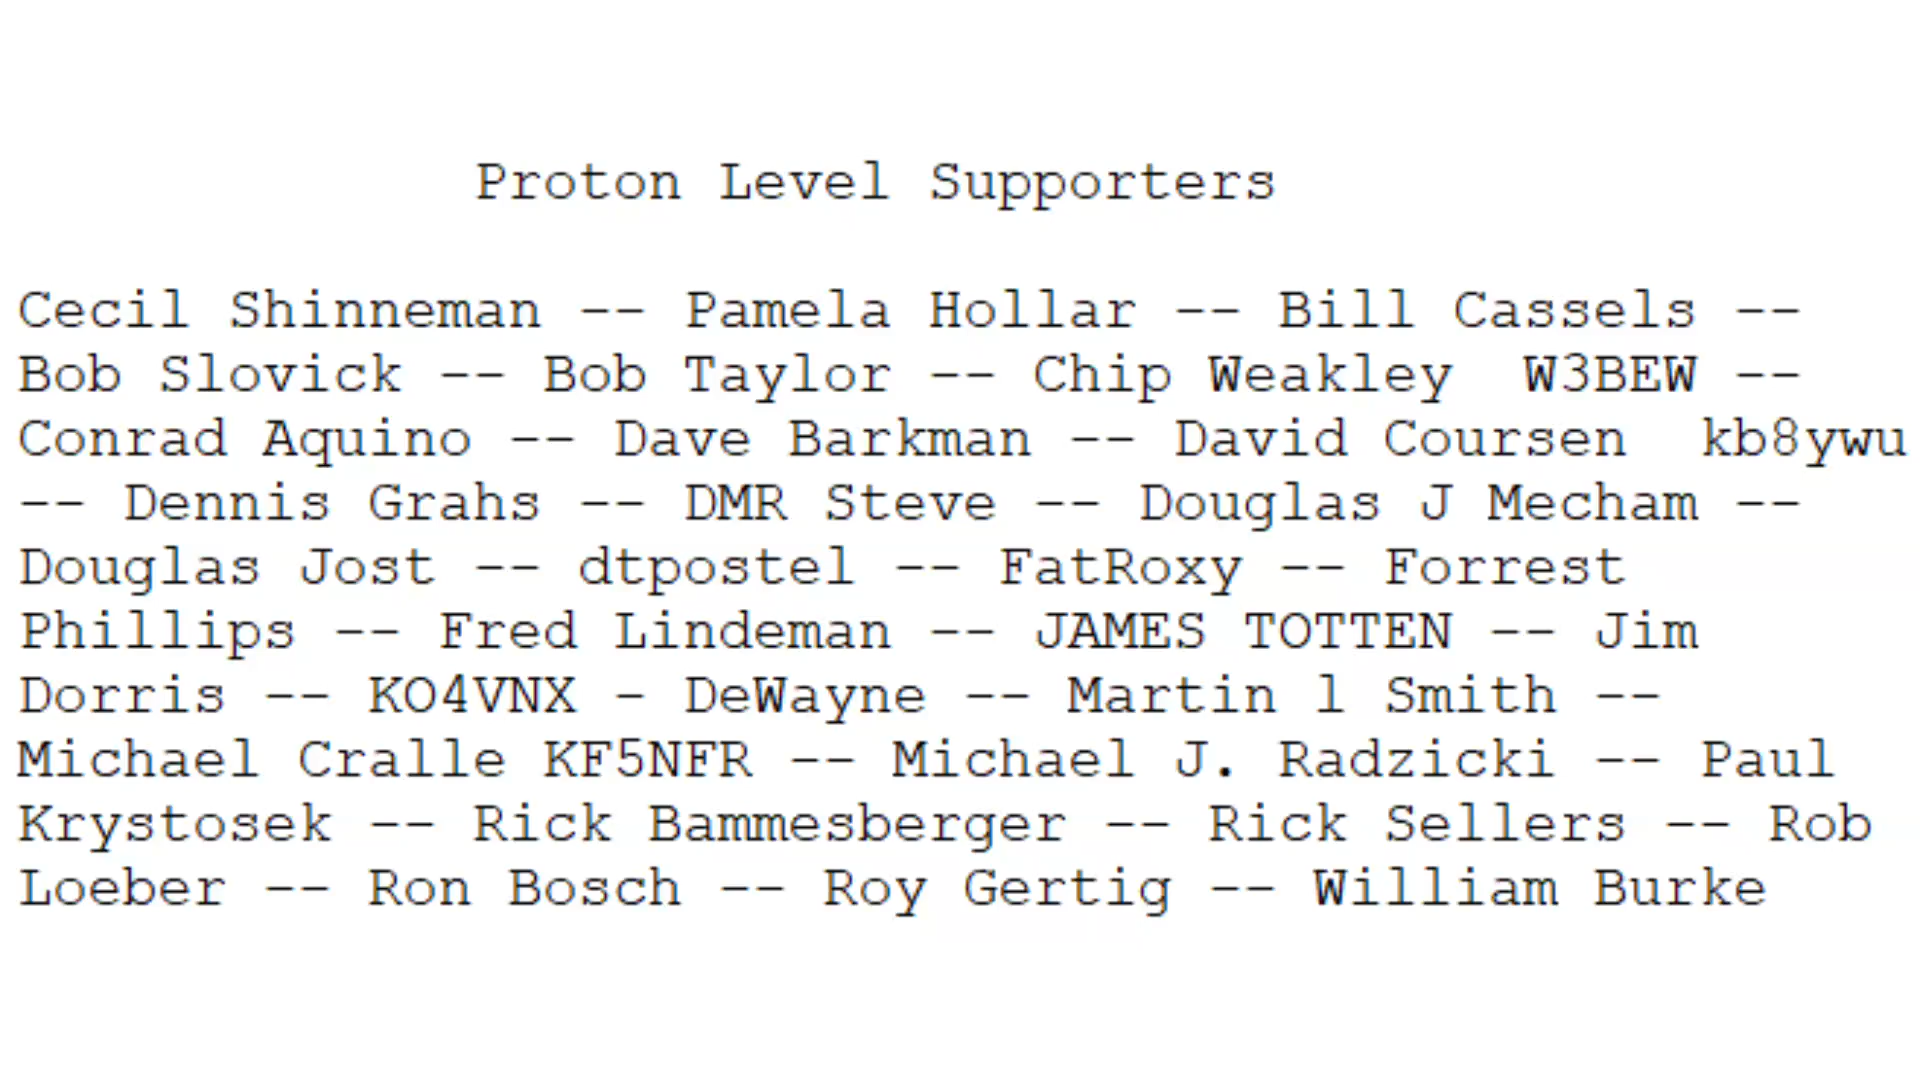 Proton Level Supporters
Cecil Shinneman -- Pamela Hollar -- Bill Cassels --
Bob Slovick -- Bob Taylor -- Chip Weakley  W3BEW --
Conrad Aquino -- Dave Barkman -- David Coursen  kb8ywu
-- Dennis Grahs -- DMR Steve -- Douglas J Mecham --
Douglas Jost -- dtpostel -- FatRoxy -- Forrest
Phillips -- Fred Lindeman -- JAMES TOTTEN -- Jim
Dorris -- KO4VNX - DeWayne -- Martin l Smith --
Michael Cralle KF5NFR -- Michael J. Radzicki -- Paul
Krystosek -- Rick Bammesberger -- Rick Sellers -- Rob
Loeber -- Ron Bosch -- Roy Gertig -- William Burke